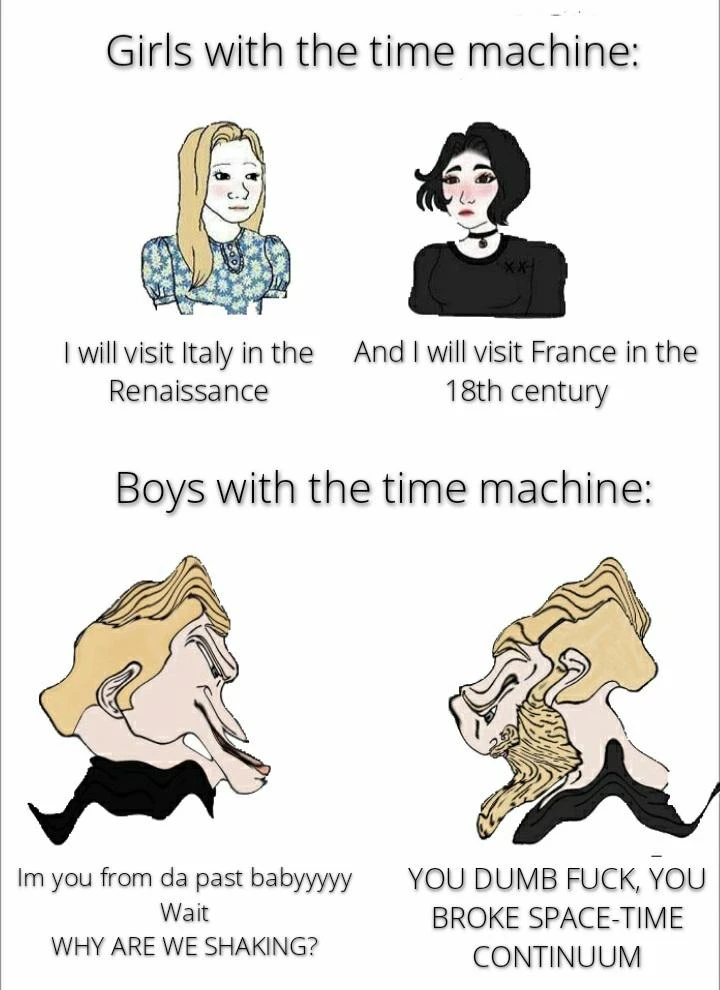 Girls with the time machine:
I will visit Italy in the
Renaissance
And I will visit France in the
18th century
Boys with the time machine:
Im you from da past babyyyyy
Wait
WHY ARE WE SHAKING?
YOU DUMB FUCK, YOU
BROKE SPACE-TIME
CONTINUUM